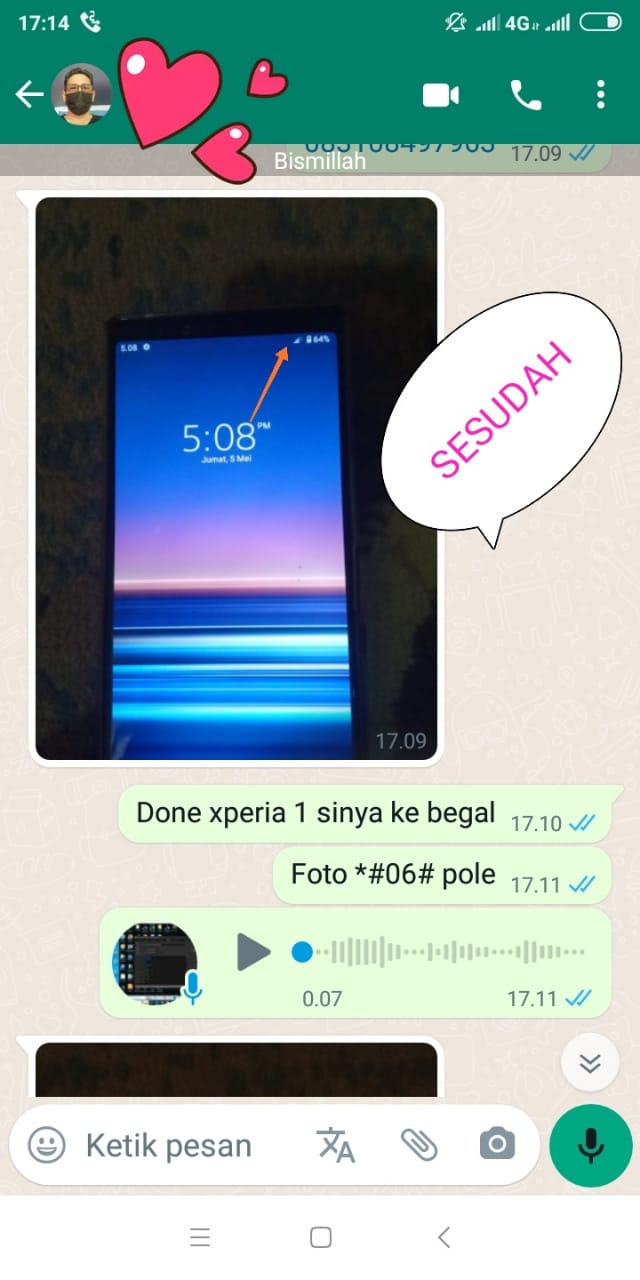 17:14
4G
17.09
Bismillah
5.08
64%
5:08 PM
Jumat, 5 Mei
SESUDAH
17.09
Done xperia 1 sinya ke begal 17.10
Foto *#06# pole 17.11
0.07
17.11
Ketik pesan